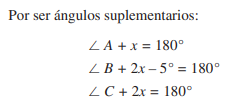 Por ser ángulos suplementarios:
∠ A + x = 180°
∠ B + 2x – 5° = 180°
∠ C + 2x = 180°